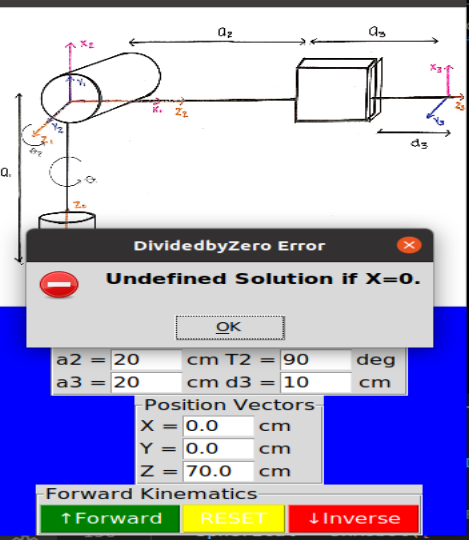 a₂
a₃
X₂
Y₁
X₁
Z₂
Y₂
Z₁
X₃
Z₃
Y₃
d₃
a₁
Z₀
DividedbyZero Error
Undefined Solution if X=0.
OK
a2 = 20 cm T2 = 90 deg
a3 = 20 cm d3 = 10 cm
Position Vectors
X = 0.0 cm
Y = 0.0 cm
Z = 70.0 cm
Forward Kinematics
↑Forward RESET ↓Inverse